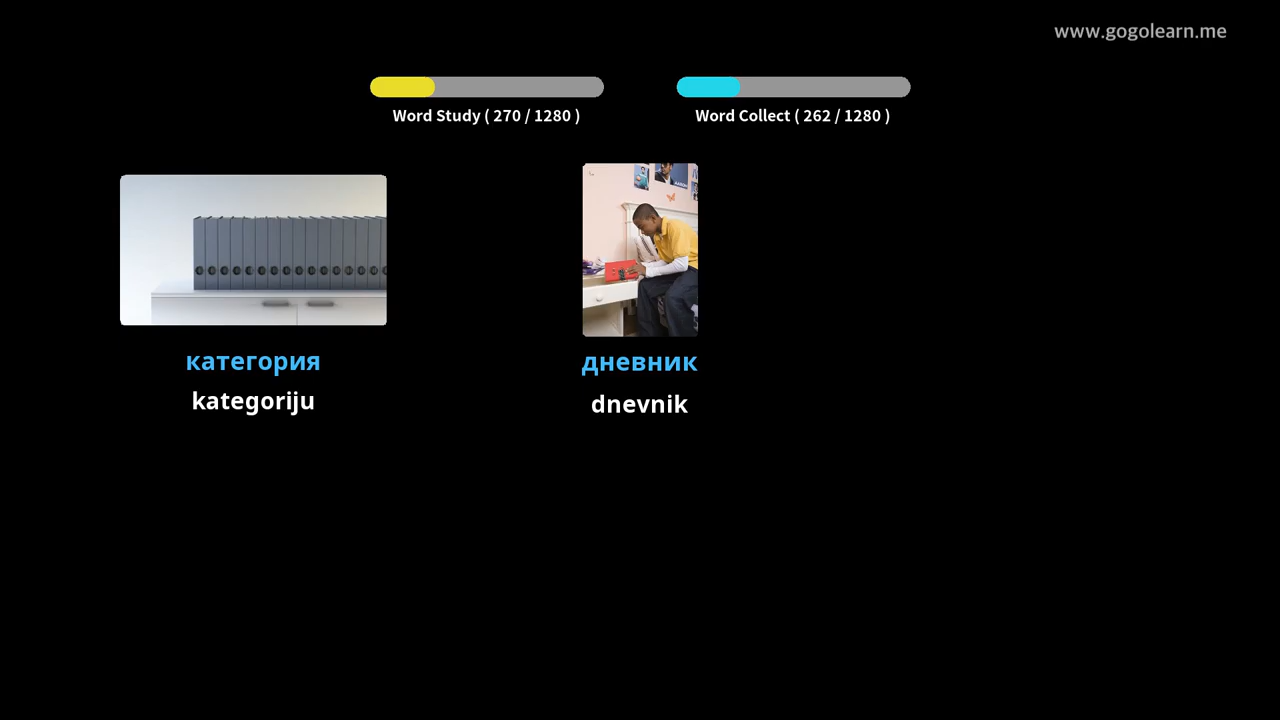 www.gogolearn.me
Word Study ( 270 / 1280 )
Word Collect ( 262 / 1280 )
категория
kategoriju
дневник
dnevnik